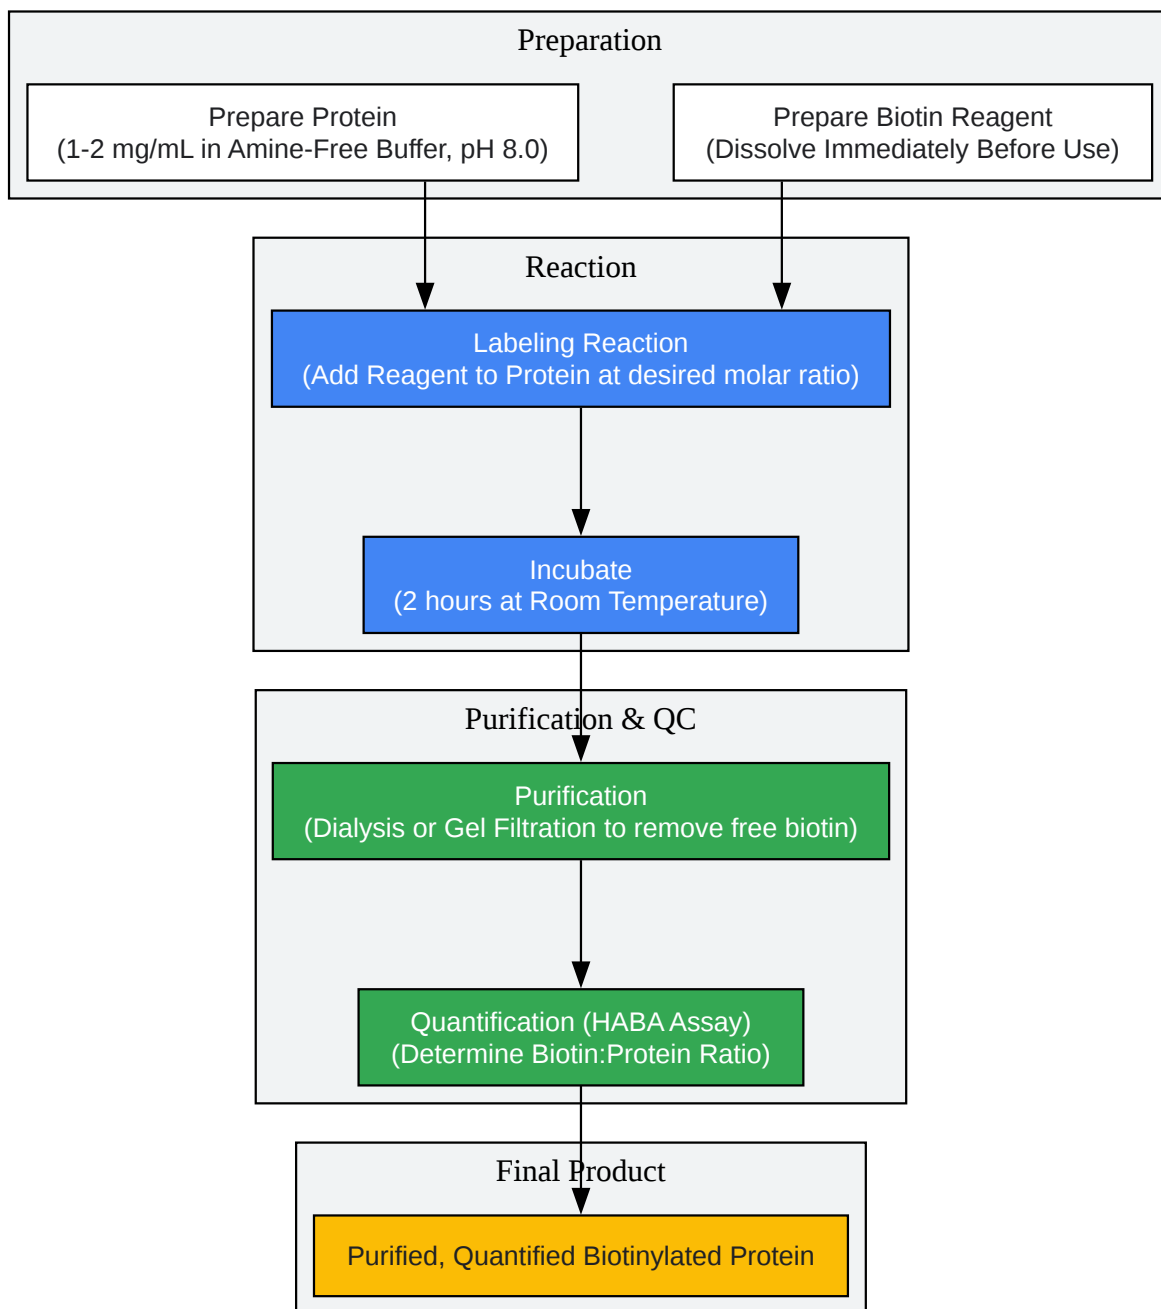 Preparation
Prepare Protein
(1-2 mg/mL in Amine-Free Buffer, pH 8.0)
Prepare Biotin Reagent
(Dissolve Immediately Before Use)
Reaction
Labeling Reaction
(Add Reagent to Protein at desired molar ratio)
Incubate
(2 hours at Room Temperature)
Purification & QC
Purification
(Dialysis or Gel Filtration to remove free biotin)
Quantification (HABA Assay)
(Determine Biotin:Protein Ratio)
Final Product
Purified, Quantified Biotinylated Protein